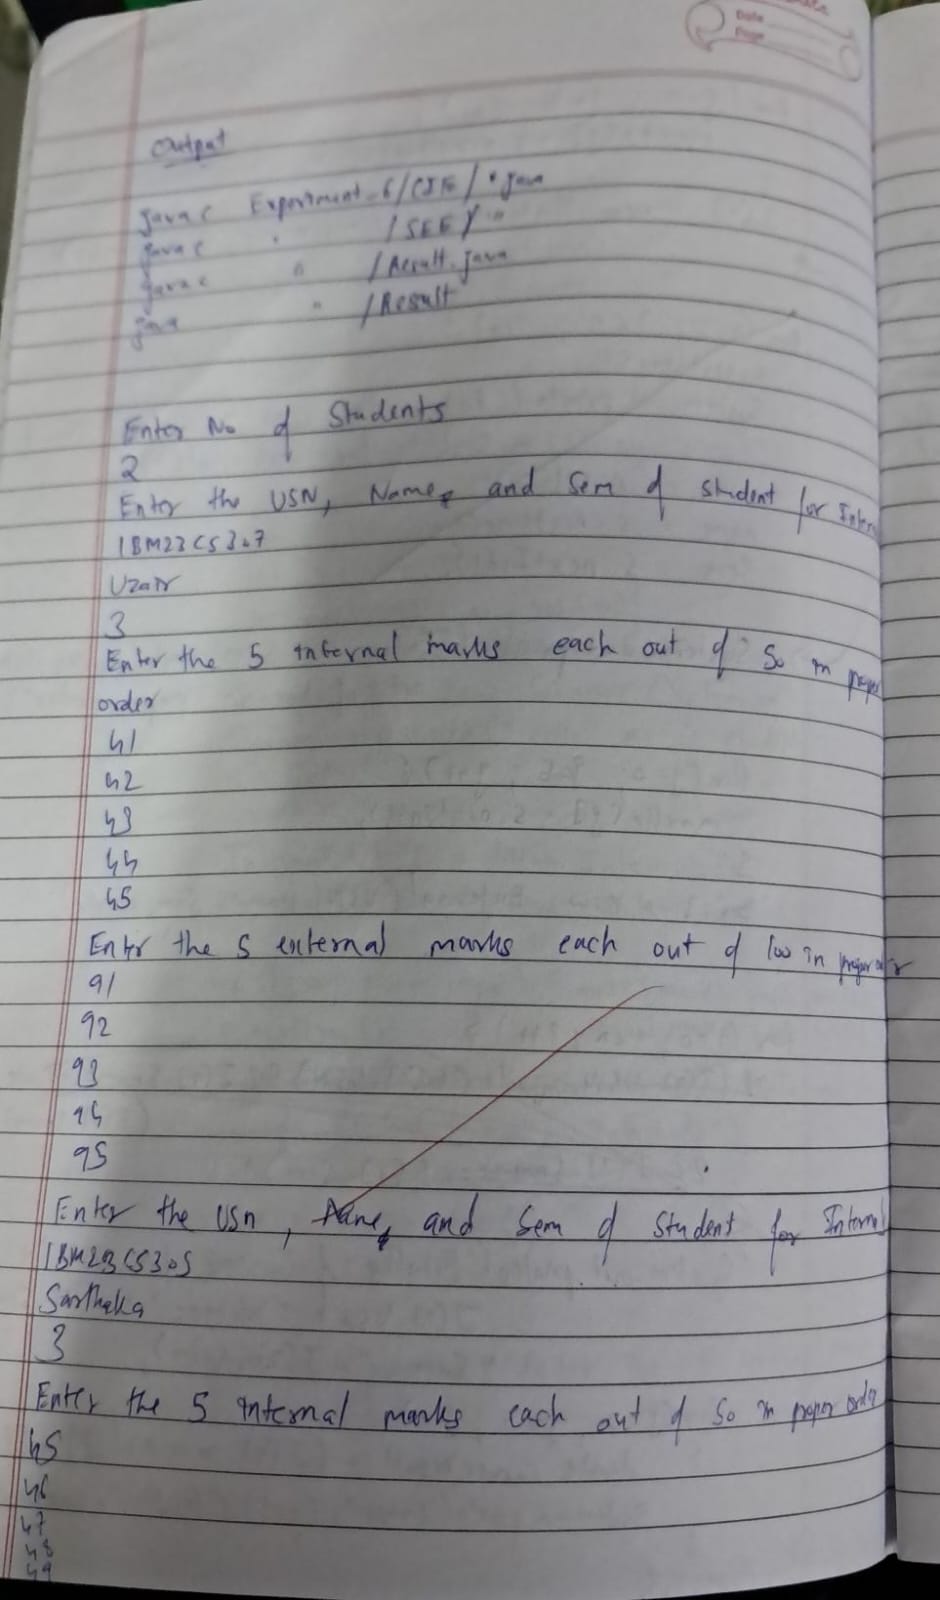 Date
Page
Output
javac Experiment_6/CIE/*.java
javac " /SEE/ "
javac " /Result.java
java " /Result
Enter No of Students
2
Enter the USN, Name, and Sem of student for Intern
1BM23CS307
Uzair
3
Enter the 5 internal marks each out of 50 in proper
order
41
42
43
44
45
Enter the 5 external marks each out of 100 in proper order
91
92
93
94
95
Enter the Usn, Name, and Sem of Student for Internal
1BM23CS305
Sarthaka
3
Enter the 5 internal marks each out of 50 in proper order
45
46
47
48
49